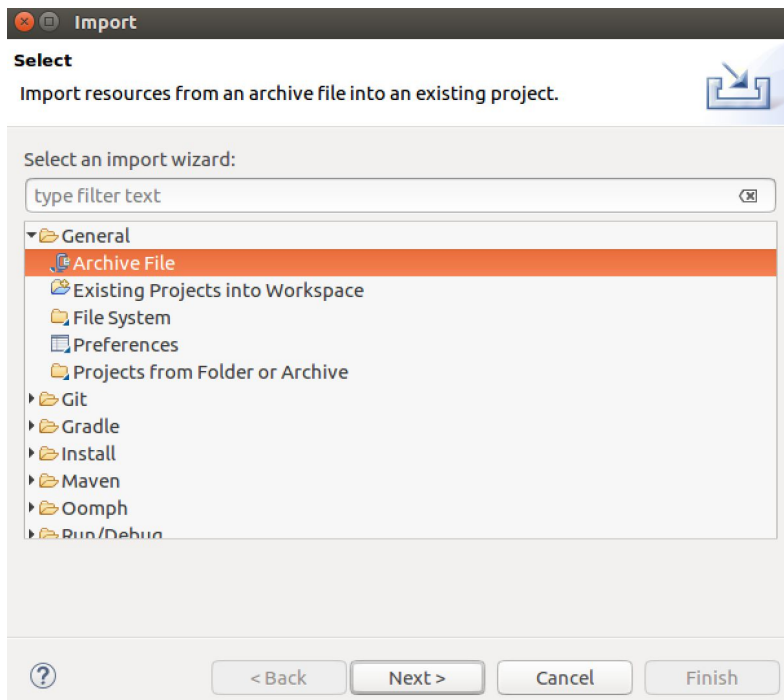 Import
Select
Import resources from an archive file into an existing project.
Select an import wizard:
type filter text
General
Archive File
Existing Projects into Workspace
File System
Preferences
Projects from Folder or Archive
Git
Gradle
Install
Maven
Oomph
Run/Debug
?
< Back
Next >
Cancel
Finish